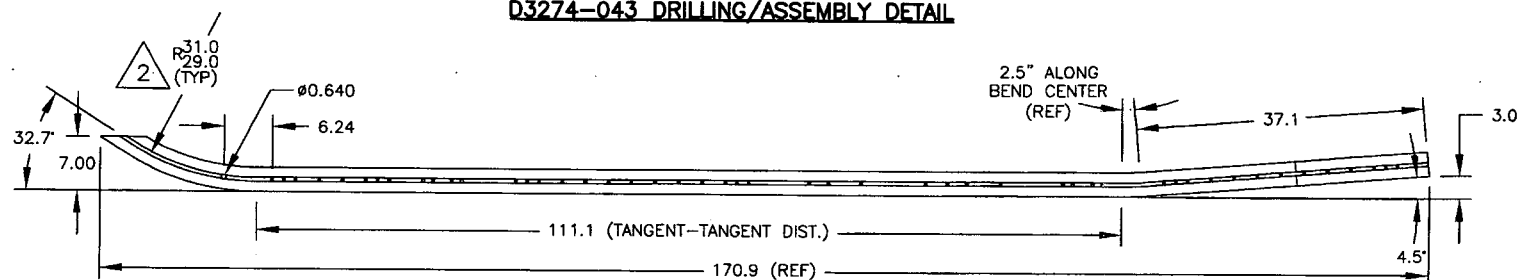 D3274-043 DRILLING/ASSEMBLY DETAIL
2
R31.0
29.0
(TYP)
ø0.640
6.24
32.7°
7.00
2.5" ALONG
BEND CENTER
(REF)
37.1
3.0
111.1 (TANGENT-TANGENT DIST.)
4.5°
170.9 (REF)